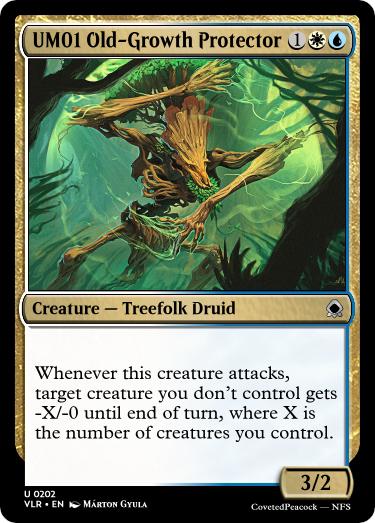 UM01 Old-Growth Protector 1
Creature — Treefolk Druid
Whenever this creature attacks,
target creature you don't control gets
-X/-0 until end of turn, where X is
the number of creatures you control.
3/2
U 0202
VLR • EN Márton Gyula
CovetedPeacock — NFS